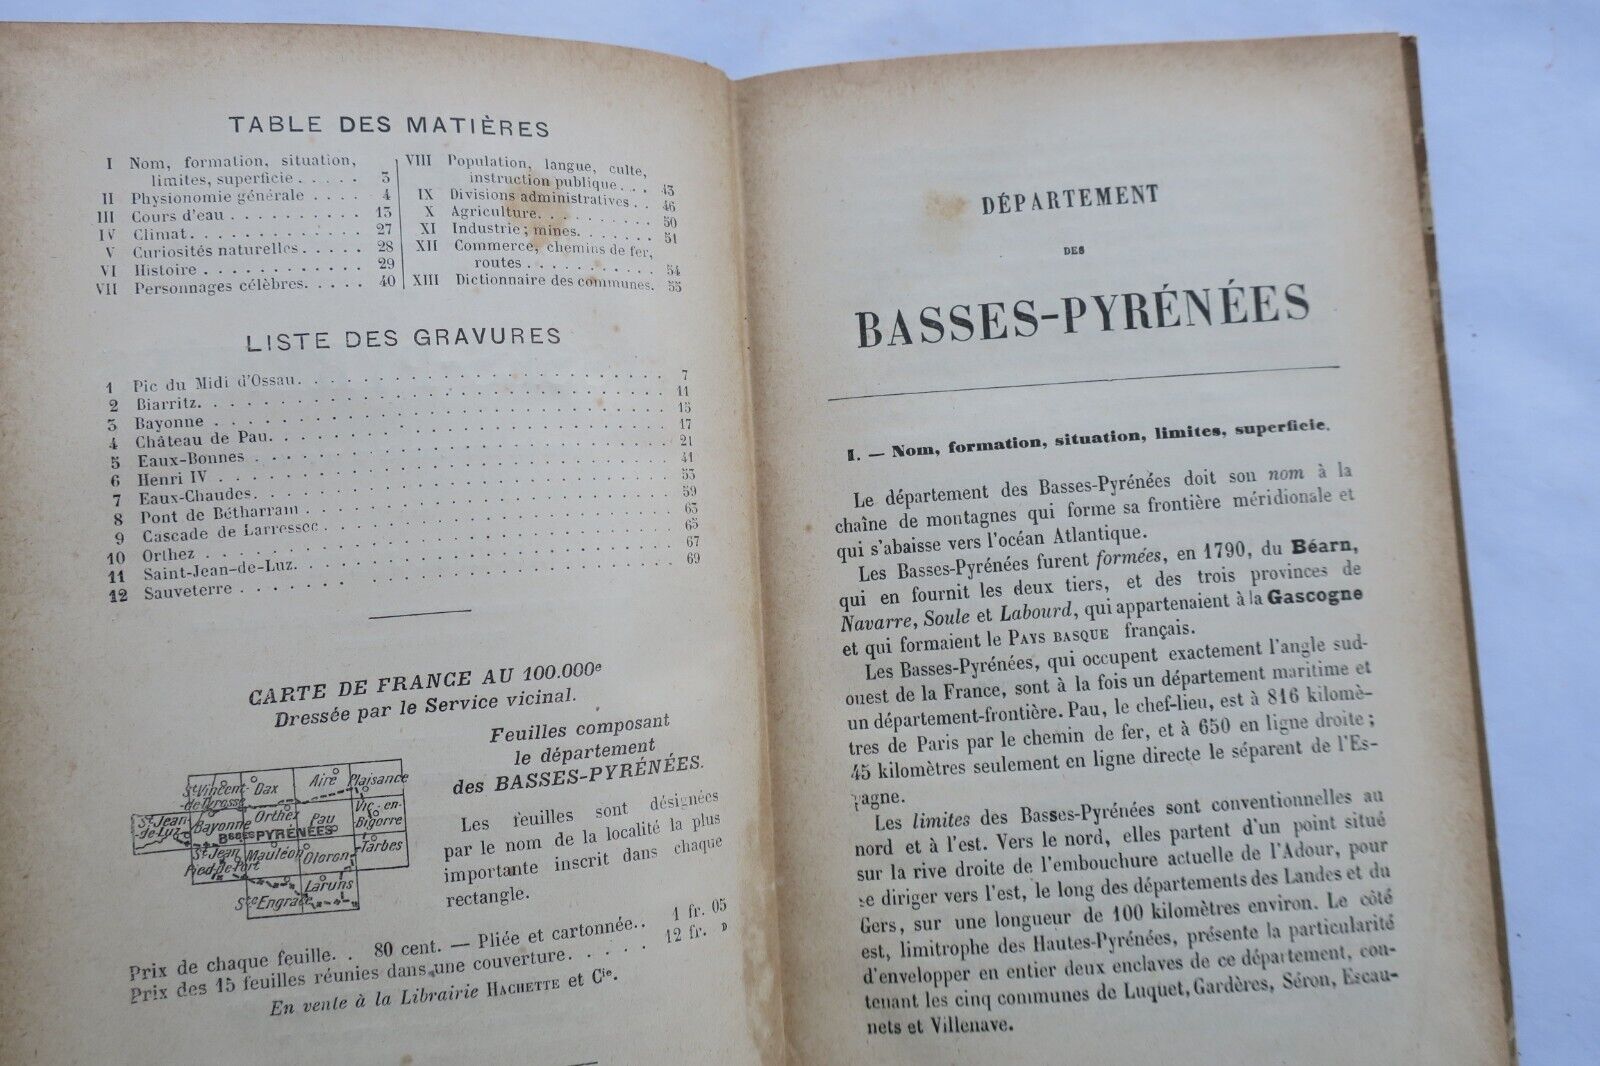 TABLE DES MATIÈRES
I Nom, formation, situation,
limites, superficie ..... 3
II Physionomie générale .... 4
III Cours d'eau .......... 13
IV Climat ............. 27
V Curiosités naturelles ..... 28
VI Histoire ............ 29
VII Personnages célèbres ..... 40
VIII Population, langue, culte,
instruction publique ... 43
IX Divisions administratives .. 46
X Agriculture......... 50
XI Industrie; mines....... 51
XII Commerce, chemins de fer,
routes ........... 54
XIII Dictionnaire des communes. 55
LISTE DES GRAVURES
1 Pic du Midi d'Ossau. 7
2 Biarritz. 11
3 Bayonne 15
4 Château de Pau. 17
5 Eaux-Bonnes 21
6 Henri IV 41
7 Eaux-Chaudes. 53
8 Pont de Bétharram 59
9 Cascade de Larressec 63
10 Orthez 65
11 Saint-Jean-de-Luz. 67
12 Sauveterre 69
CARTE DE FRANCE AU 100.000e
Dressée par le Service vicinal.
Feuilles composant
le département
des BASSES-PYRÉNÉES.
Les feuilles sont désignées
par le nom de la localité la plus
importante inscrit dans chaque
rectangle.
St Vincent-
de-Tyrosse
Dax
Aire
Plaisance
St Jean-
de-Luz
Bayonne
Orthez
Pau
Vic-en-
Bigorre
BASSES PYRÉNÉES
St Jean
Pied-De-Port
Mauléon
Oloron
Tarbes
Laruns
Ste Engrace
Prix de chaque feuille. . 80 cent. — Pliée et cartonnée.. 1 fr. 05
Prix des 15 feuilles réunies dans une couverture..... 12 fr. »
En vente à la Librairie HACHETTE et Cie.
DÉPARTEMENT
DES
BASSES-PYRÉNÉES
I. — Nom, formation, situation, limites, superficie.
Le département des Basses-Pyrénées doit son nom à la
chaîne de montagnes qui forme sa frontière méridionale et
qui s'abaisse vers l'océan Atlantique.
Les Basses-Pyrénées furent formées, en 1790, du Béarn,
qui en fournit les deux tiers, et des trois provinces de
Navarre, Soule et Labourd, qui appartenaient à la Gascogne
et qui formaient le PAYS BASQUE français.
Les Basses-Pyrénées, qui occupent exactement l'angle sud-
ouest de la France, sont à la fois un département maritime et
un département-frontière. Pau, le chef-lieu, est à 816 kilomè-
tres de Paris par le chemin de fer, et à 650 en ligne droite;
45 kilomètres seulement en ligne directe le séparent de l'Es-
pagne.
Les limites des Basses-Pyrénées sont conventionnelles au
nord et à l'est. Vers le nord, elles partent d'un point situé
sur la rive droite de l'embouchure actuelle de l'Adour, pour
se diriger vers l'est, le long des départements des Landes et du
Gers, sur une longueur de 100 kilomètres environ. Le côté
est, limitrophe des Hautes-Pyrénées, présente la particularité
d'envelopper en entier deux enclaves de ce département, con-
tenant les cinq communes de Luquet, Gardères, Séron, Escau-
nets et Villenave.